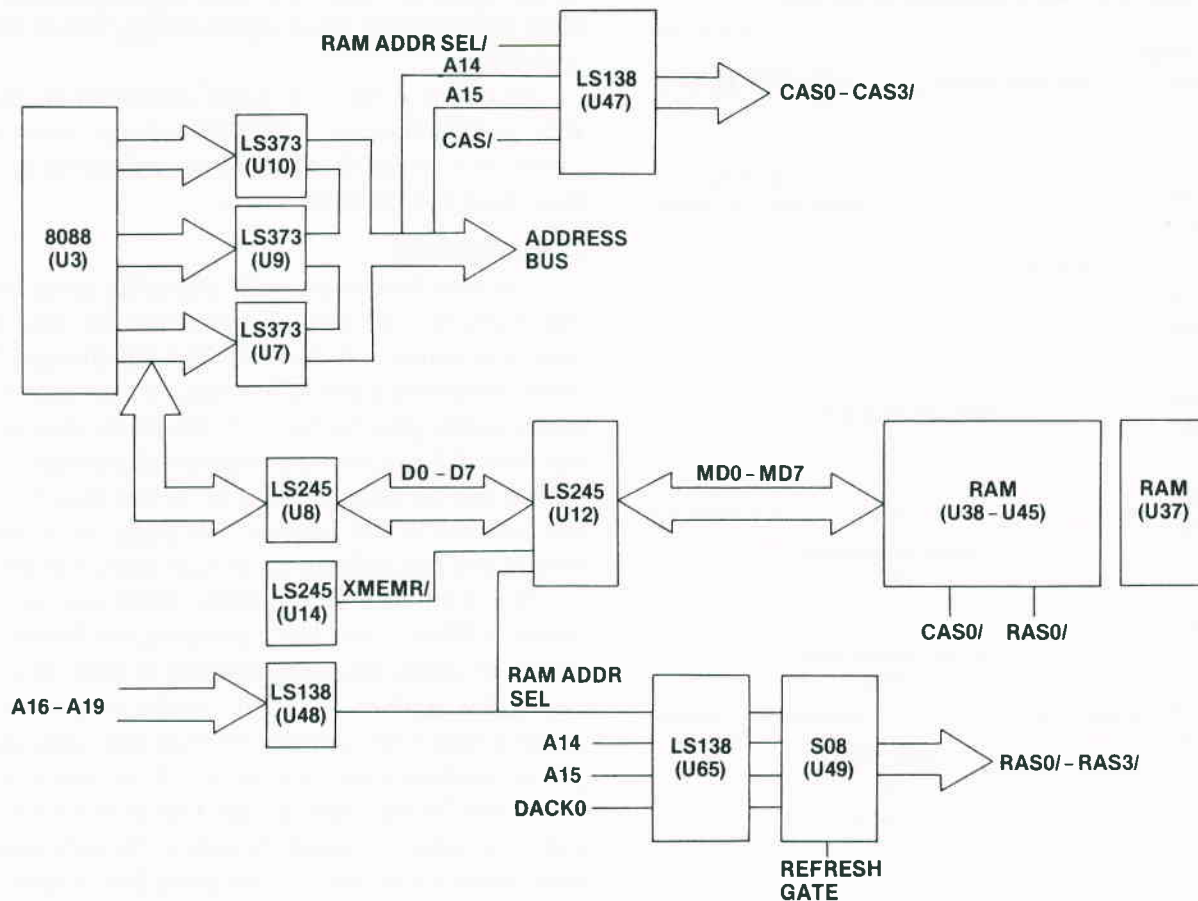 RAM ADDR SEL/
A14
A15
CAS/
LS138
(U47)
CAS0-CAS3/
8088
(U3)
LS373
(U10)
LS373
(U9)
LS373
(U7)
ADDRESS
BUS
LS245
(U8)
D0-D7
LS245
(U12)
MD0-MD7
RAM
(U38-U45)
RAM
(U37)
LS245
(U14)
XMEMR/
CAS0/
RAS0/
A16-A19
LS138
(U48)
RAM ADDR
SEL
A14
A15
DACK0
LS138
(U65)
S08
(U49)
RAS0/-RAS3/
REFRESH
GATE